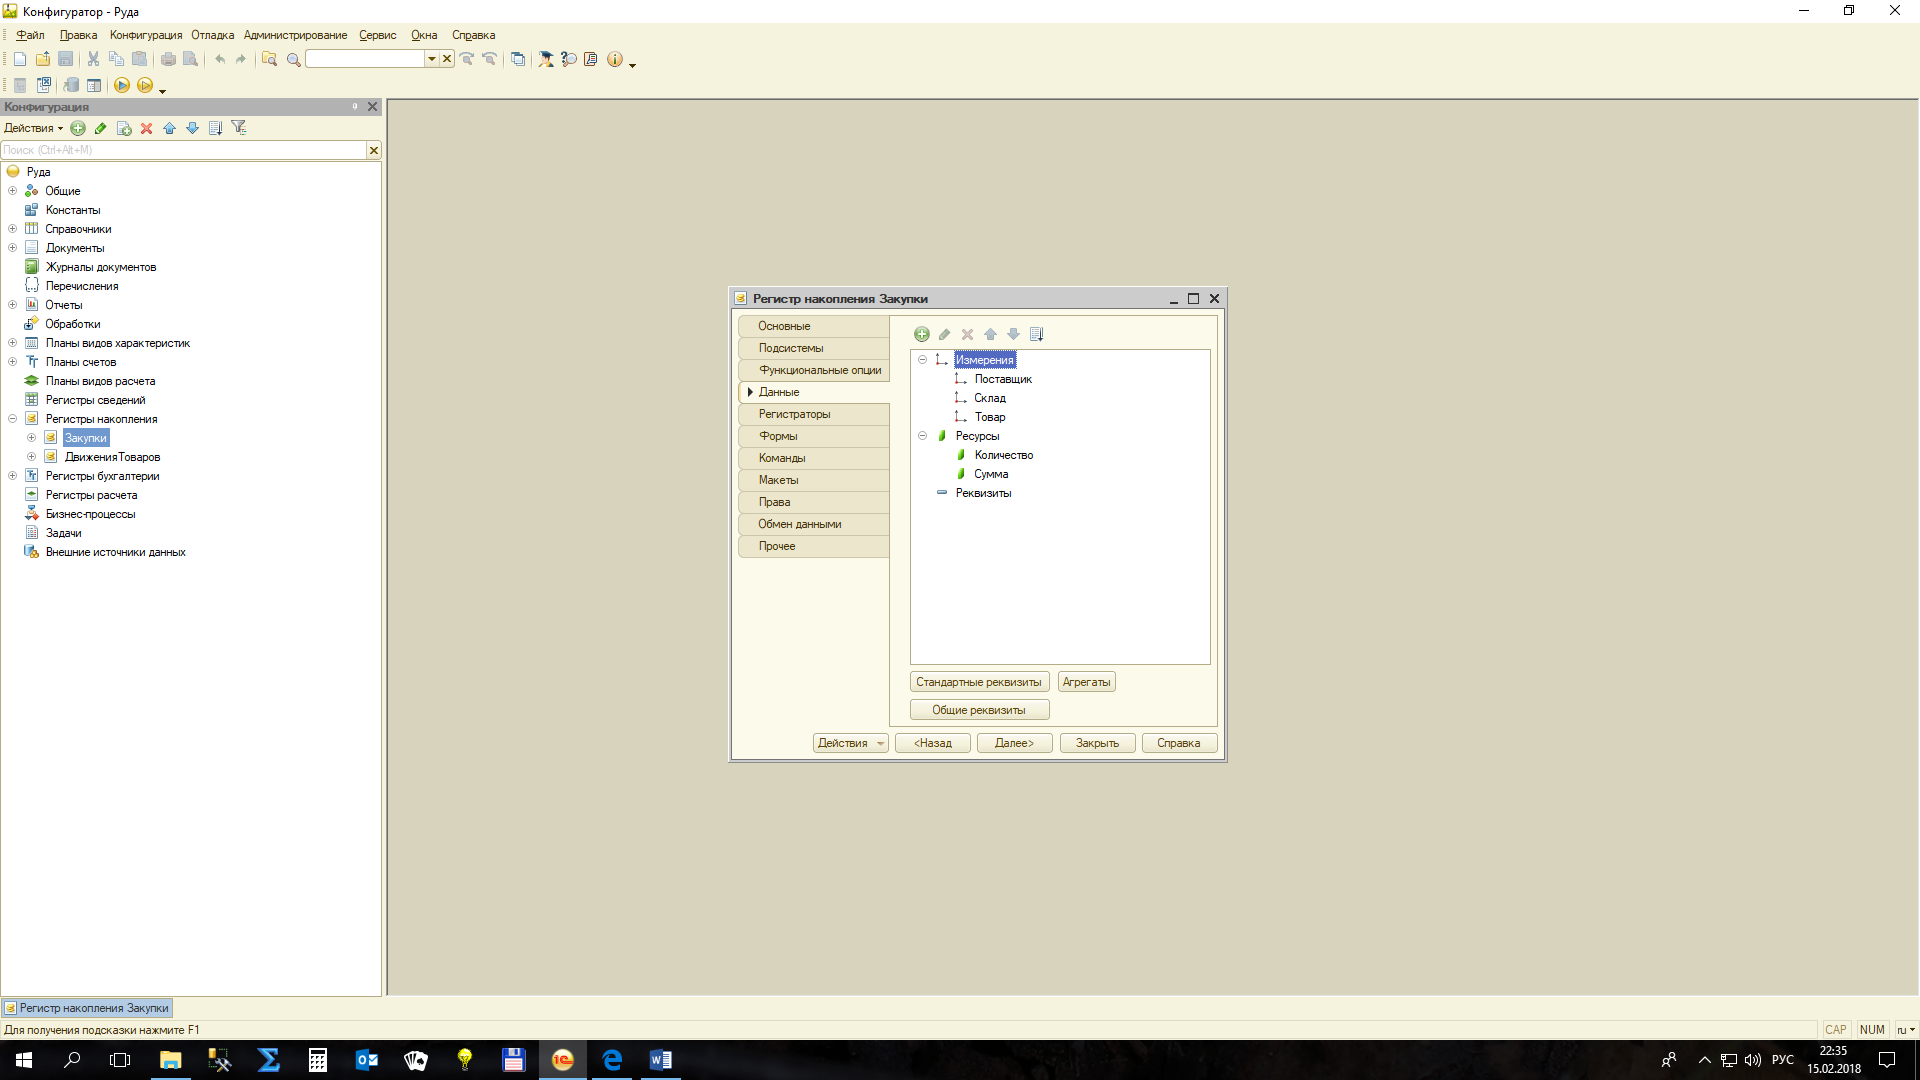 Конфигуратор - Руда
Файл Правка Конфигурация Отладка Администрирование Сервис Окна Справка
Конфигурация
Действия
Поиск (Ctrl+Alt+M)
Руда
Общие
Константы
Справочники
Документы
Журналы документов
Перечисления
Отчеты
Обработки
Планы видов характеристик
Планы счетов
Планы видов расчета
Регистры сведений
Регистры накопления
Закупки
ДвиженияТоваров
Регистры бухгалтерии
Регистры расчета
Бизнес-процессы
Задачи
Внешние источники данных
Регистр накопления Закупки
Основные
Подсистемы
Функциональные опции
Данные
Регистраторы
Формы
Команды
Макеты
Права
Обмен данными
Прочее
Измерения
Поставщик
Склад
Товар
Ресурсы
Количество
Сумма
Реквизиты
Стандартные реквизиты Агрегаты
Общие реквизиты
Действия <Назад Далее> Закрыть Справка
Регистр накопления Закупки
Для получения подсказки нажмите F1
CAP NUM ru
РУС
22:35
15.02.2018